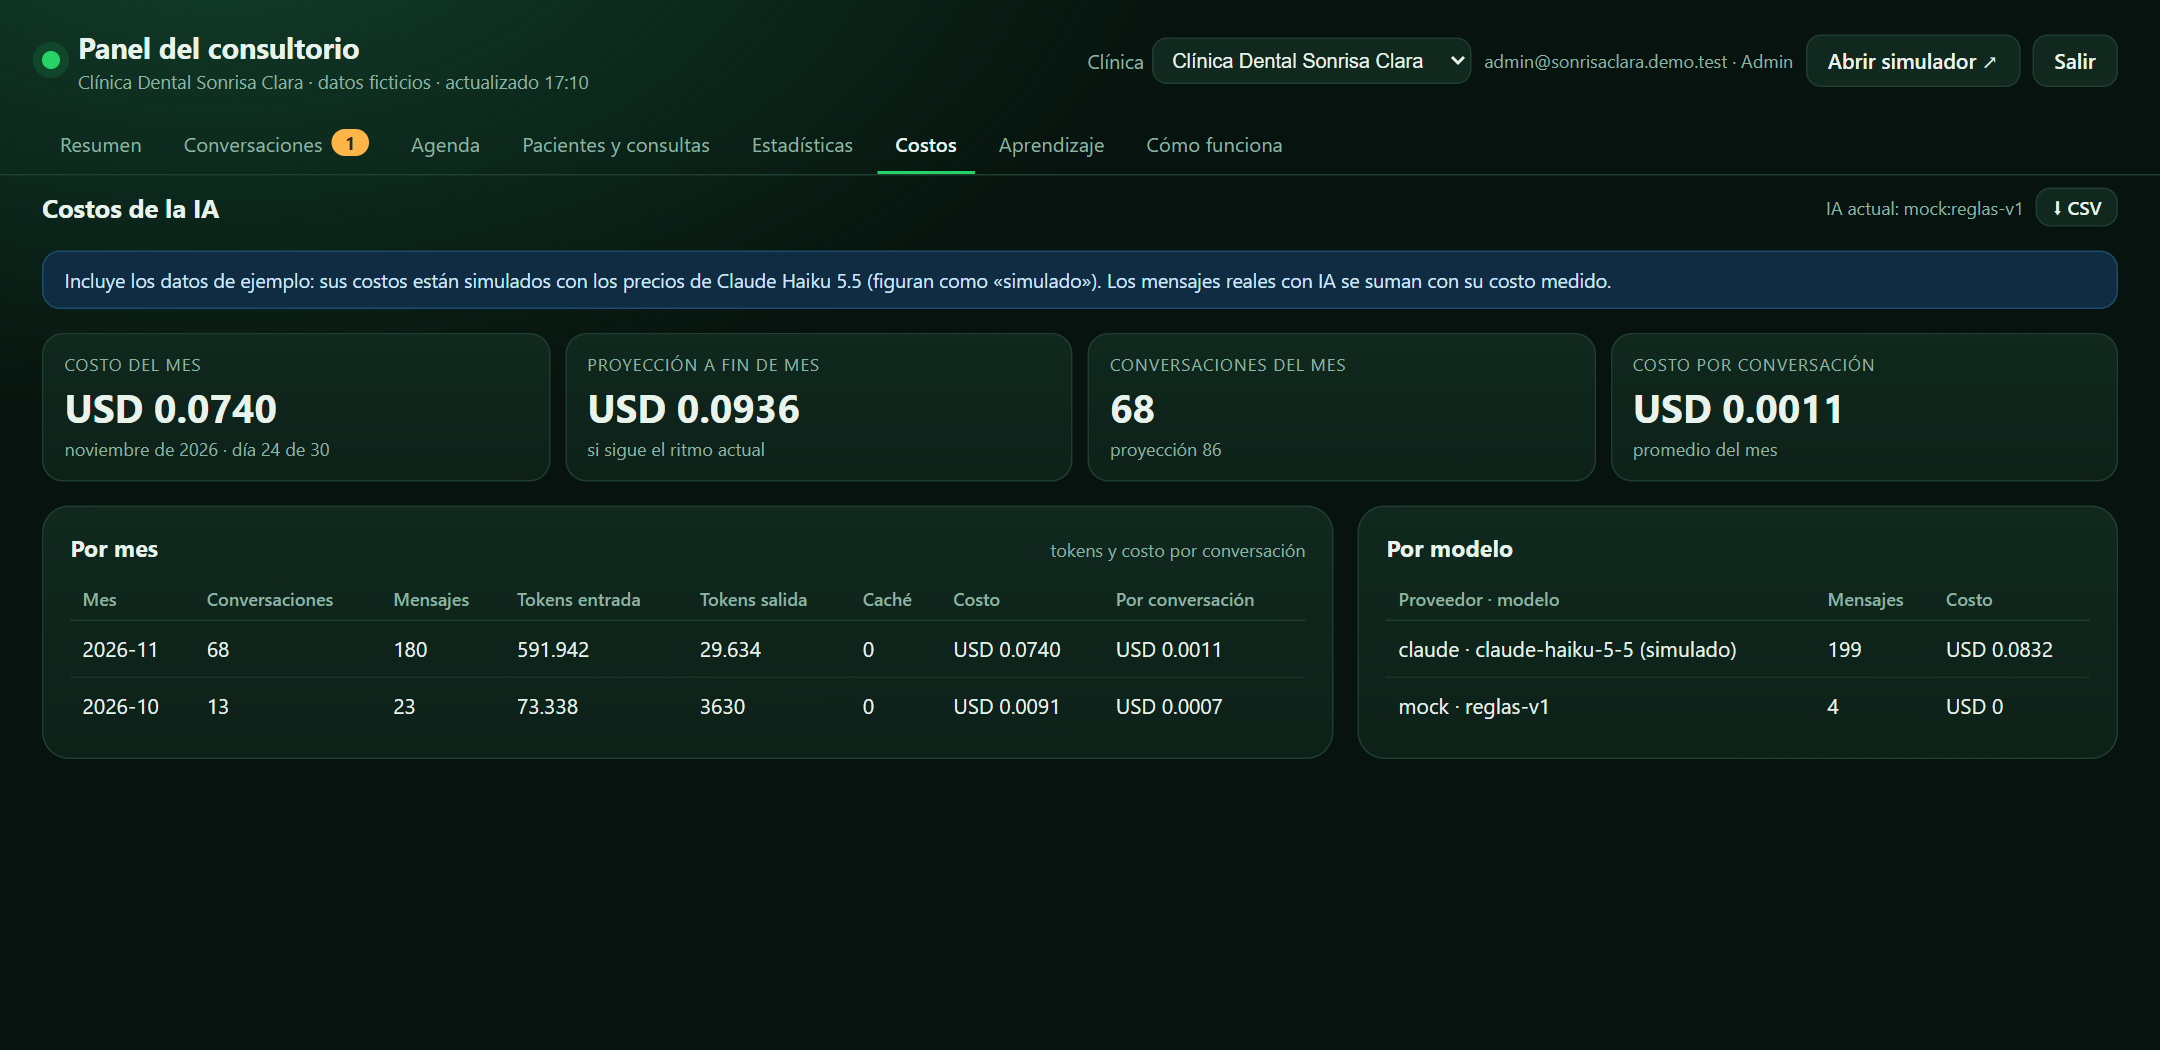 Panel del consultorio
Clínica Dental Sonrisa Clara · datos ficticios · actualizado 17:10
Clínica
Clínica Dental Sonrisa Clara
admin@sonrisaclara.demo.test · Admin
Abrir simulador ↗
Salir
Resumen
Conversaciones 1
Agenda
Pacientes y consultas
Estadísticas
Costos
Aprendizaje
Cómo funciona
Costos de la IA
IA actual: mock:reglas-v1
⬇ CSV
Incluye los datos de ejemplo: sus costos están simulados con los precios de Claude Haiku 5.5 (figuran como «simulado»). Los mensajes reales con IA se suman con su costo medido.
COSTO DEL MES
USD 0.0740
noviembre de 2026 · día 24 de 30
PROYECCIÓN A FIN DE MES
USD 0.0936
si sigue el ritmo actual
CONVERSACIONES DEL MES
68
proyección 86
COSTO POR CONVERSACIÓN
USD 0.0011
promedio del mes
Por mes
tokens y costo por conversación
Mes Conversaciones Mensajes Tokens entrada Tokens salida Caché Costo Por conversación
2026-11 68 180 591.942 29.634 0 USD 0.0740 USD 0.0011
2026-10 13 23 73.338 3630 0 USD 0.0091 USD 0.0007
Por modelo
Proveedor · modelo Mensajes Costo
claude · claude-haiku-5-5 (simulado) 199 USD 0.0832
mock · reglas-v1 4 USD 0